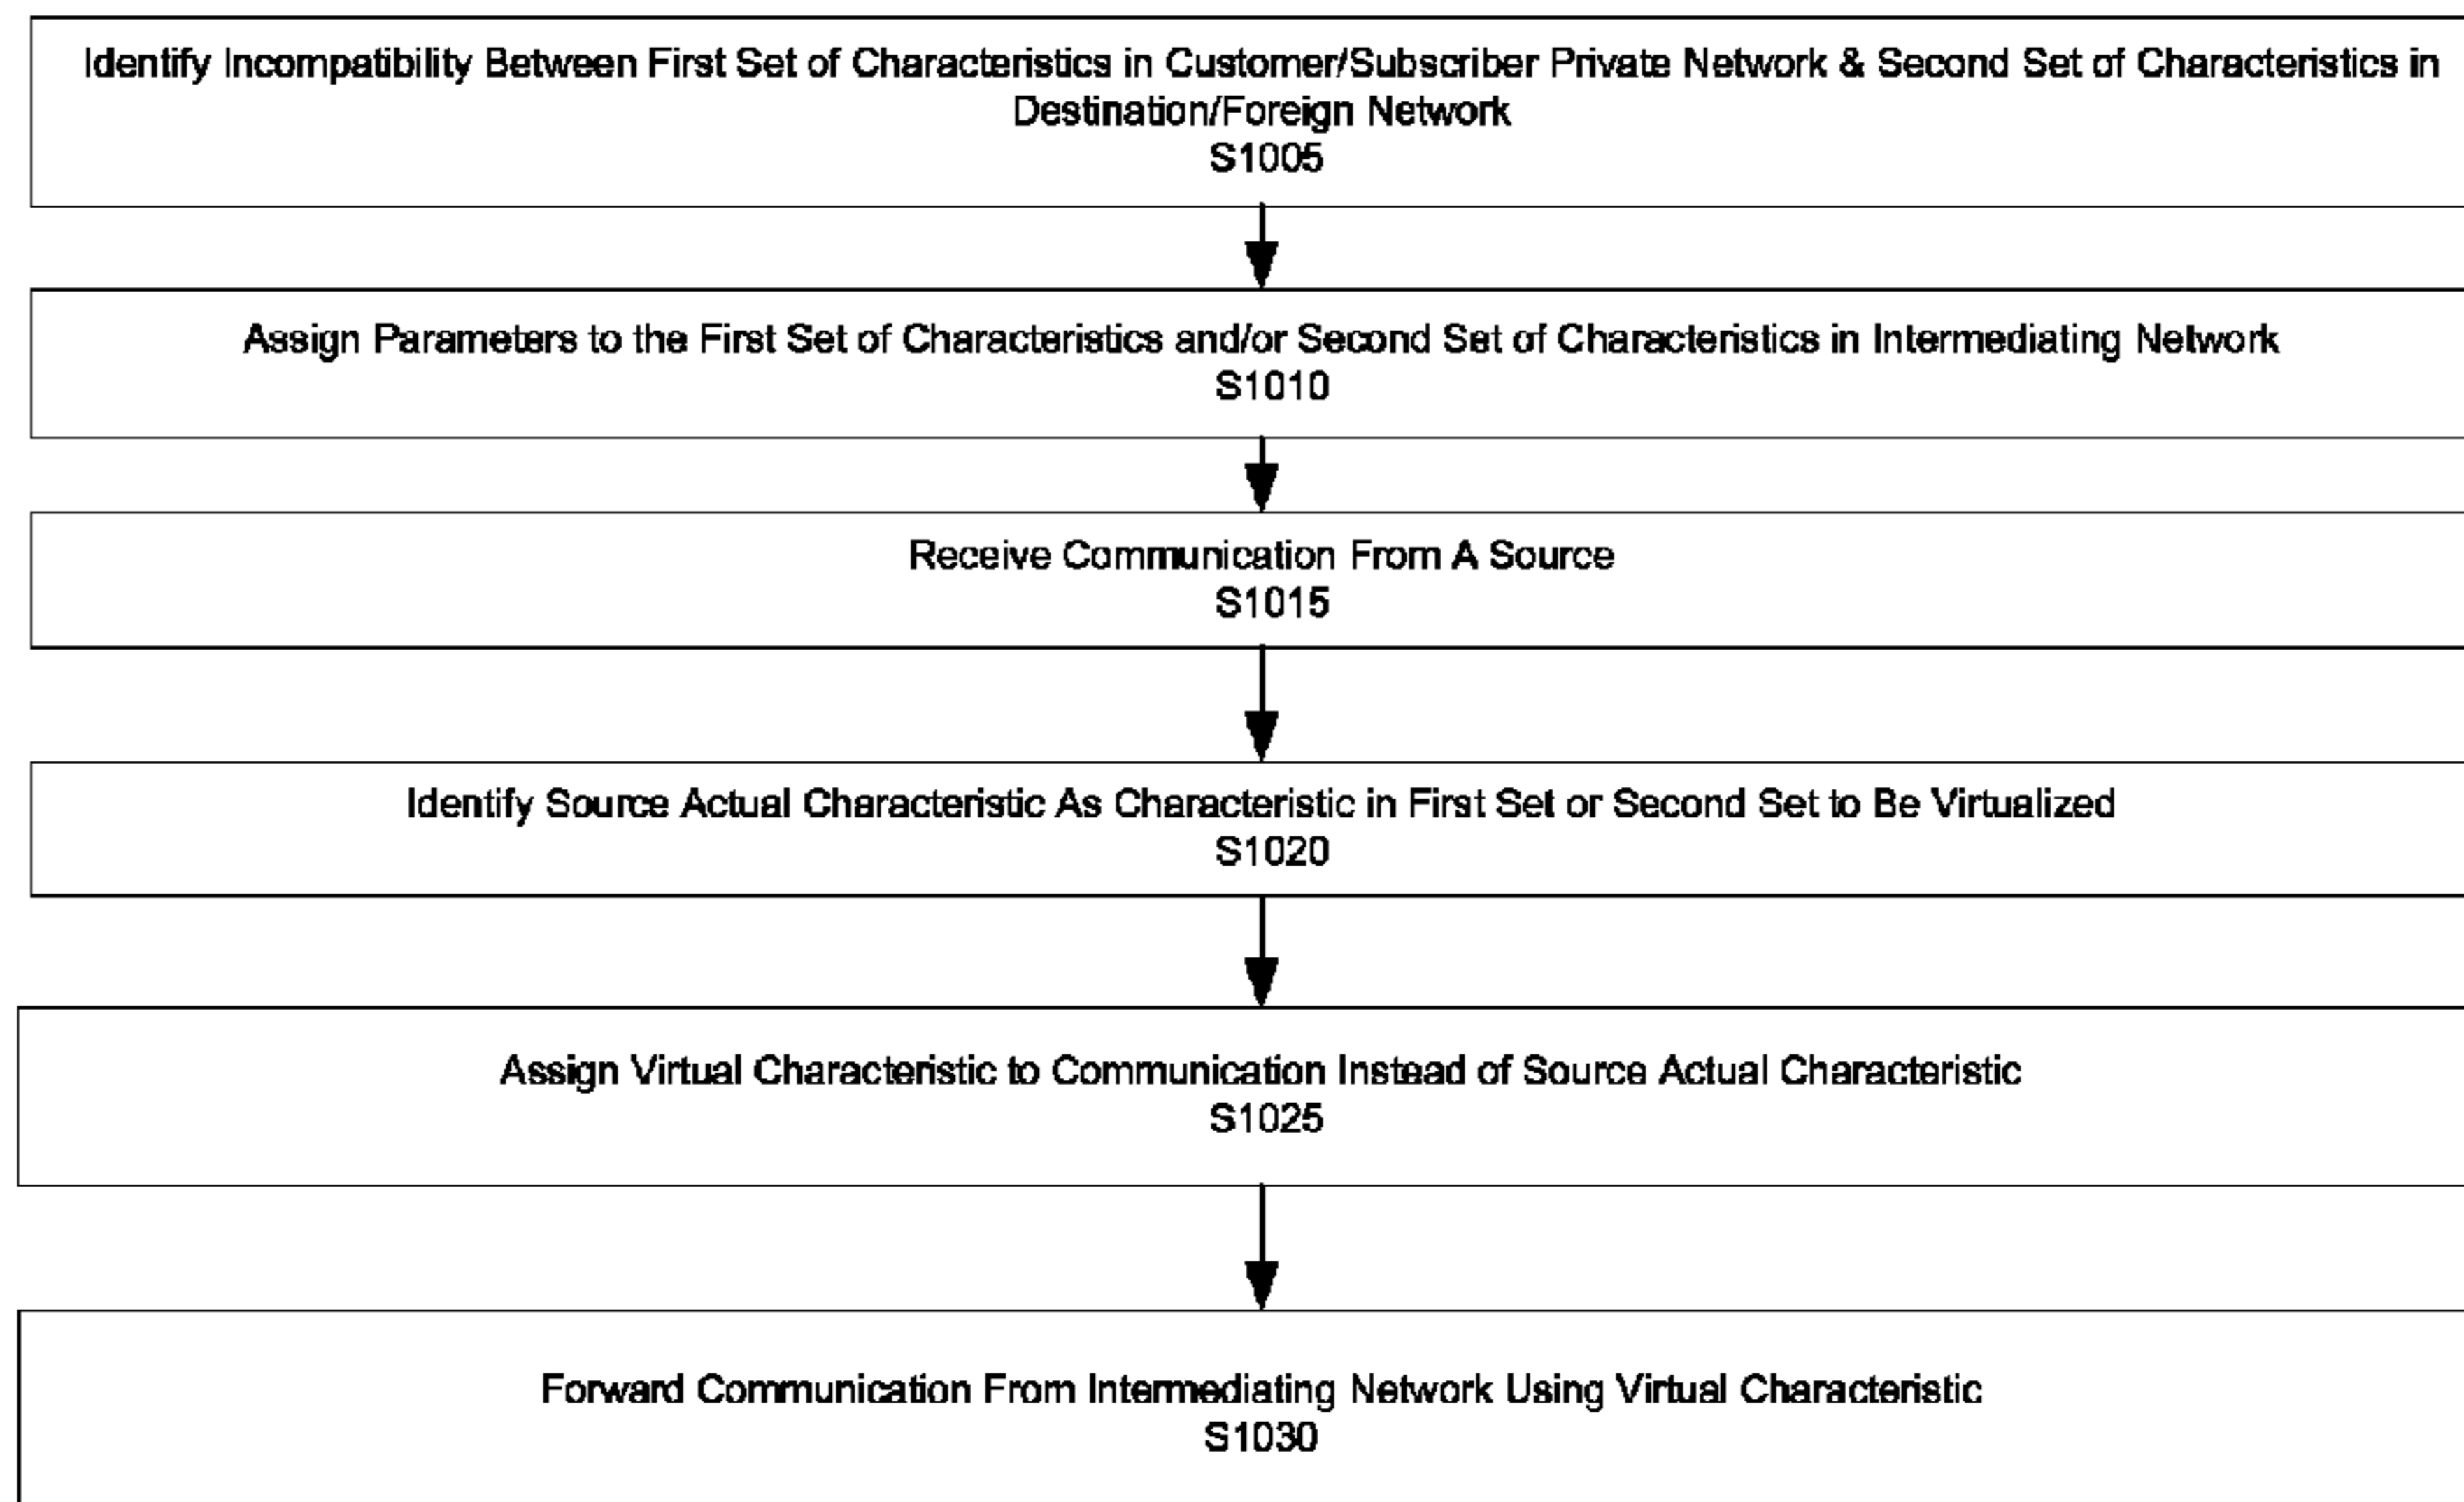 Identify Incompatibility Between First Set of Characteristics in Customer/Subscriber Private Network & Second Set of Characteristics in
Destination/Foreign Network
S1005
Assign Parameters to the First Set of Characteristics and/or Second Set of Characteristics in Intermediating Network
S1010
Receive Communication From A Source
S1015
Identify Source Actual Characteristic As Characteristic in First Set or Second Set to Be Virtualized
S1020
Assign Virtual Characteristic to Communication Instead of Source Actual Characteristic
S1025
Forward Communication From Intermediating Network Using Virtual Characteristic
S1030